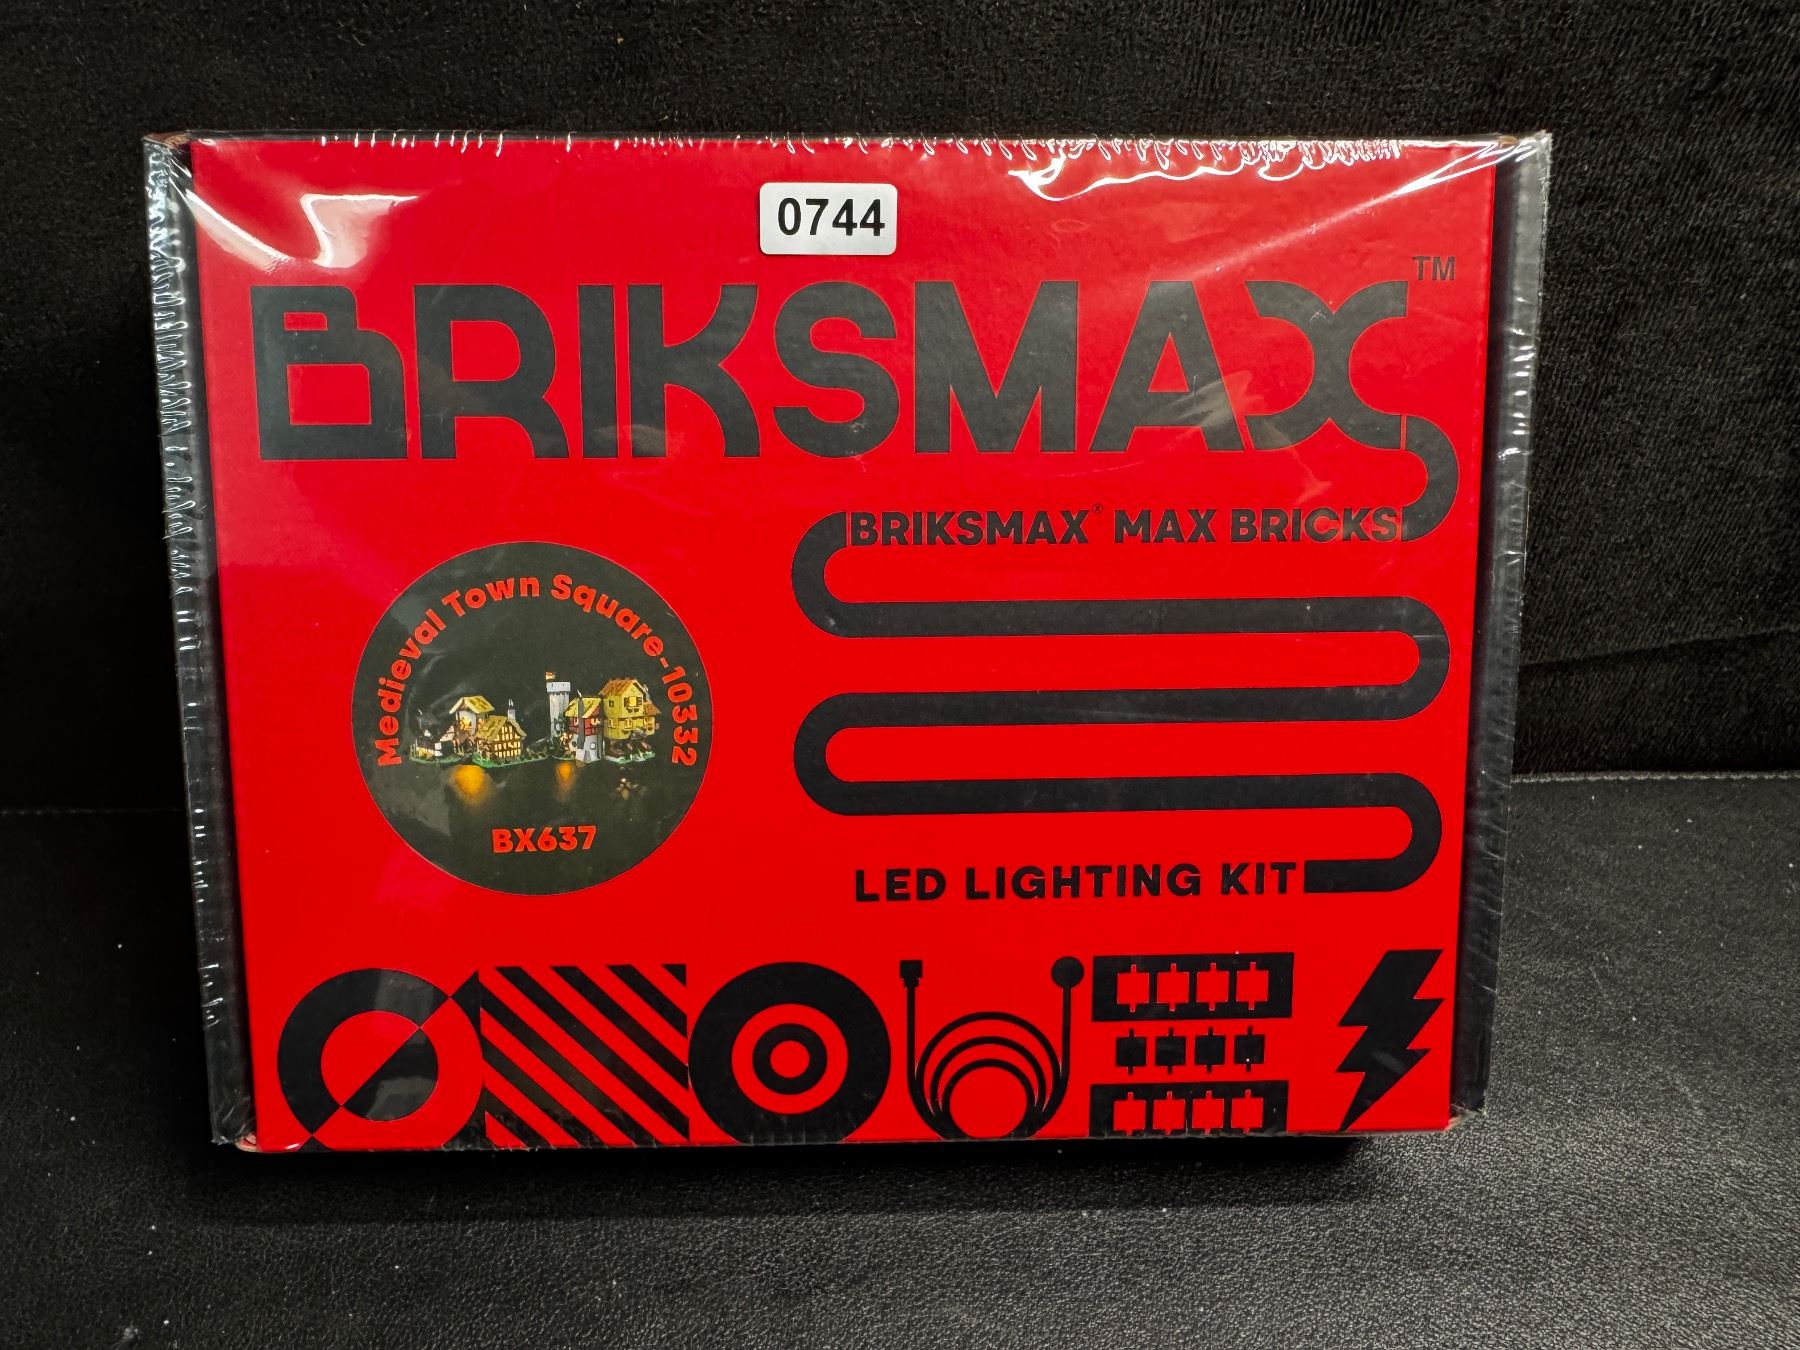 0744
BRIKSMAX™
BRIKSMAX® MAX BRICKS
Medieval Town Square-10332
BX637
LED LIGHTING KIT